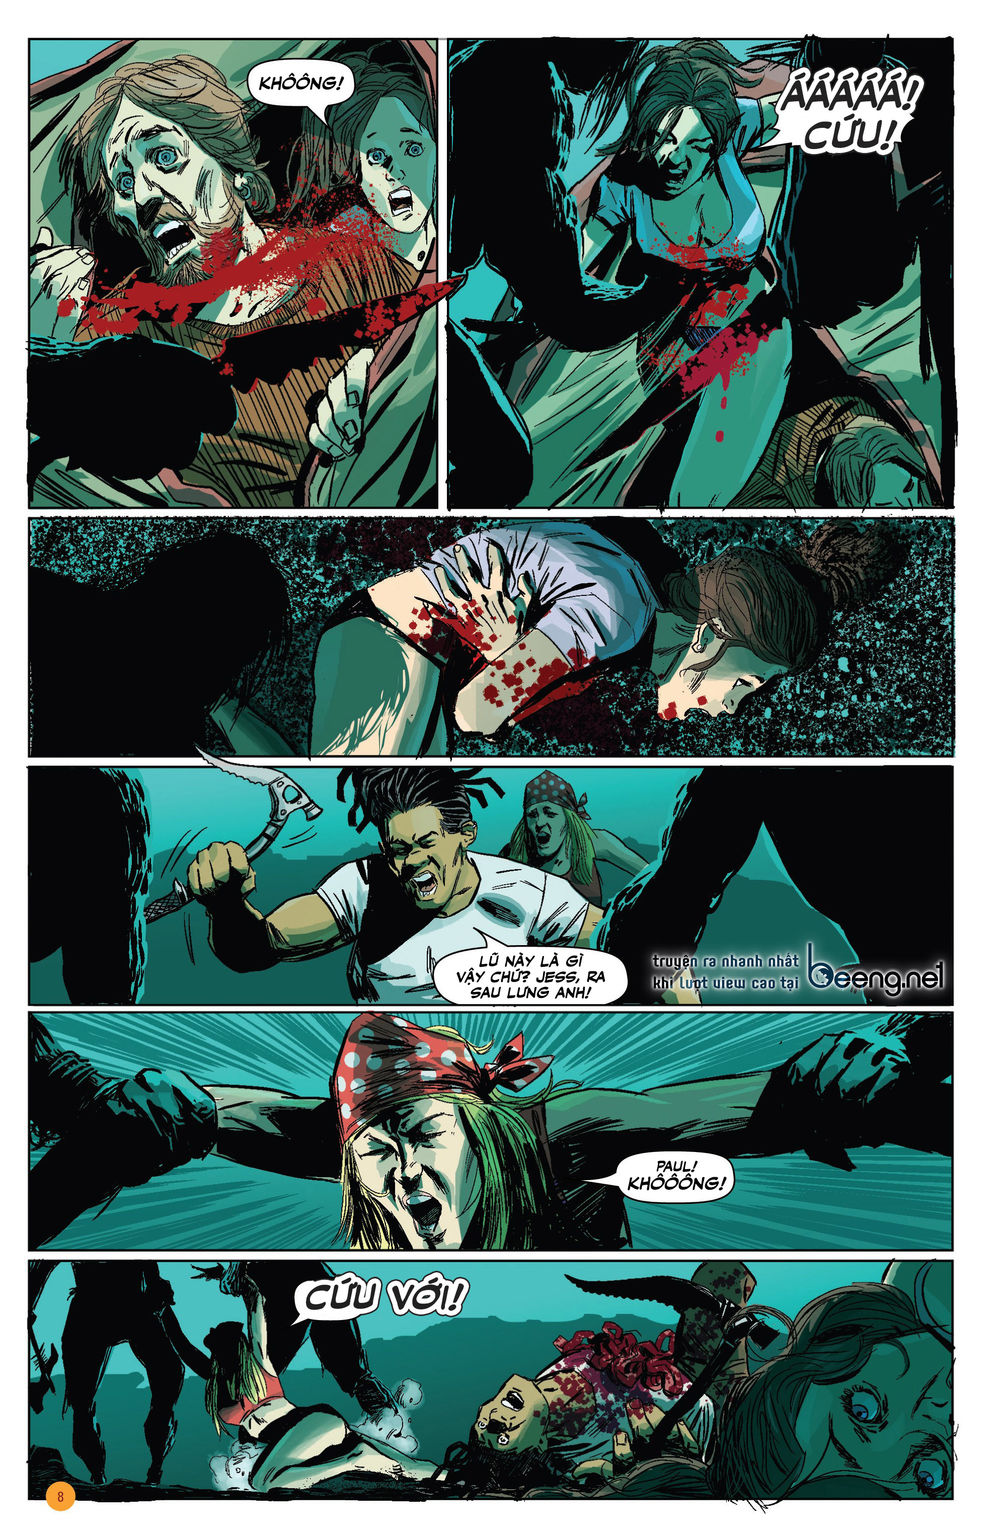 KHÔÔNG!
ÁÁÁÁÁ!
CỨU!
LŨ NÀY LÀ GÌ
VẬY CHỨ? JESS, RA
SAU LƯNG ANH!
truyện ra nhanh nhất
khi lượt view cao tại
beeng.net
PAUL!
KHÔÔÔNG!
CỨU VỚI!
8